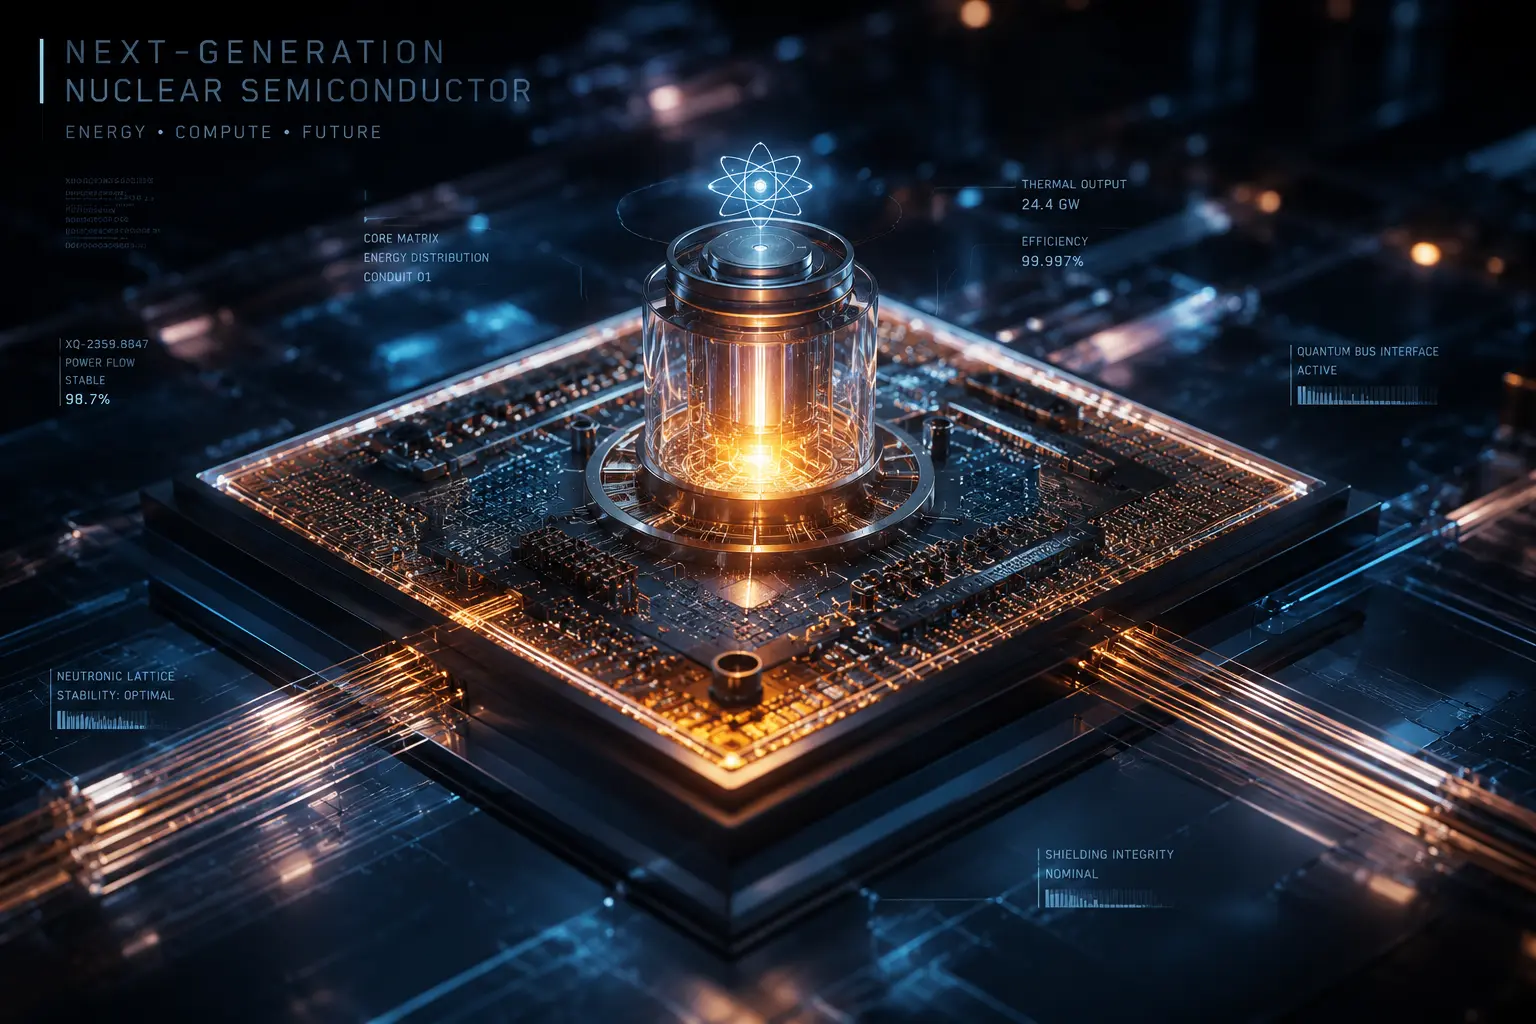 NEXT-GENERATION
NUCLEAR SEMICONDUCTOR
ENERGY • COMPUTE • FUTURE
THERMAL OUTPUT
24.4 GW
CORE MATRIX
ENERGY DISTRIBUTION
CONDUIT 01
EFFICIENCY
99.997%
XQ-2359.8847
POWER FLOW
STABLE
98.7%
QUANTUM BUS INTERFACE
ACTIVE
NEUTRONIC LATTICE
STABILITY: OPTIMAL
SHIELDING INTEGRITY
NOMINAL